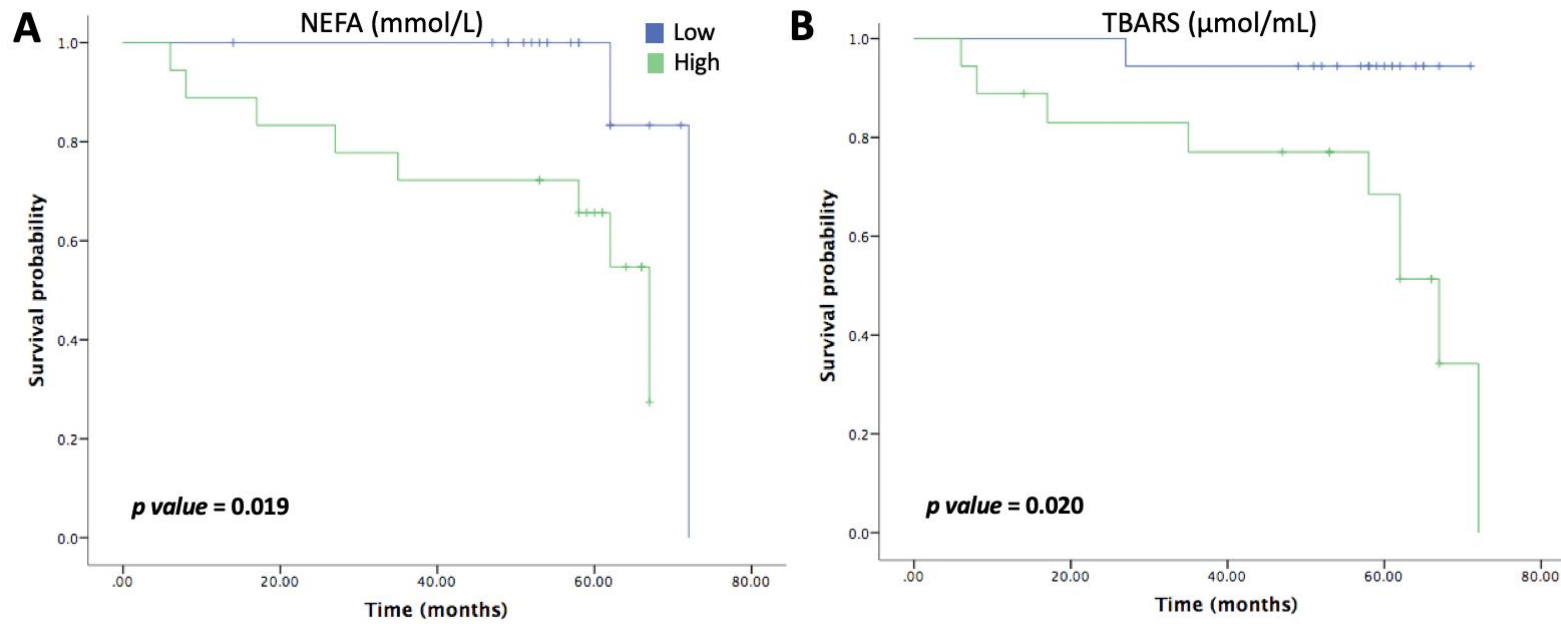 A
NEFA (mmol/L)
Low
High
1.0
0.8
0.6
0.4
0.2
0.0
Survival probability
p value = 0.019
.00
20.00
40.00
60.00
80.00
Time (months)
B
TBARS (μmol/mL)
1.0
0.8
0.6
0.4
0.2
0.0
Survival probability
p value = 0.020
.00
20.00
40.00
60.00
80.00
Time (months)